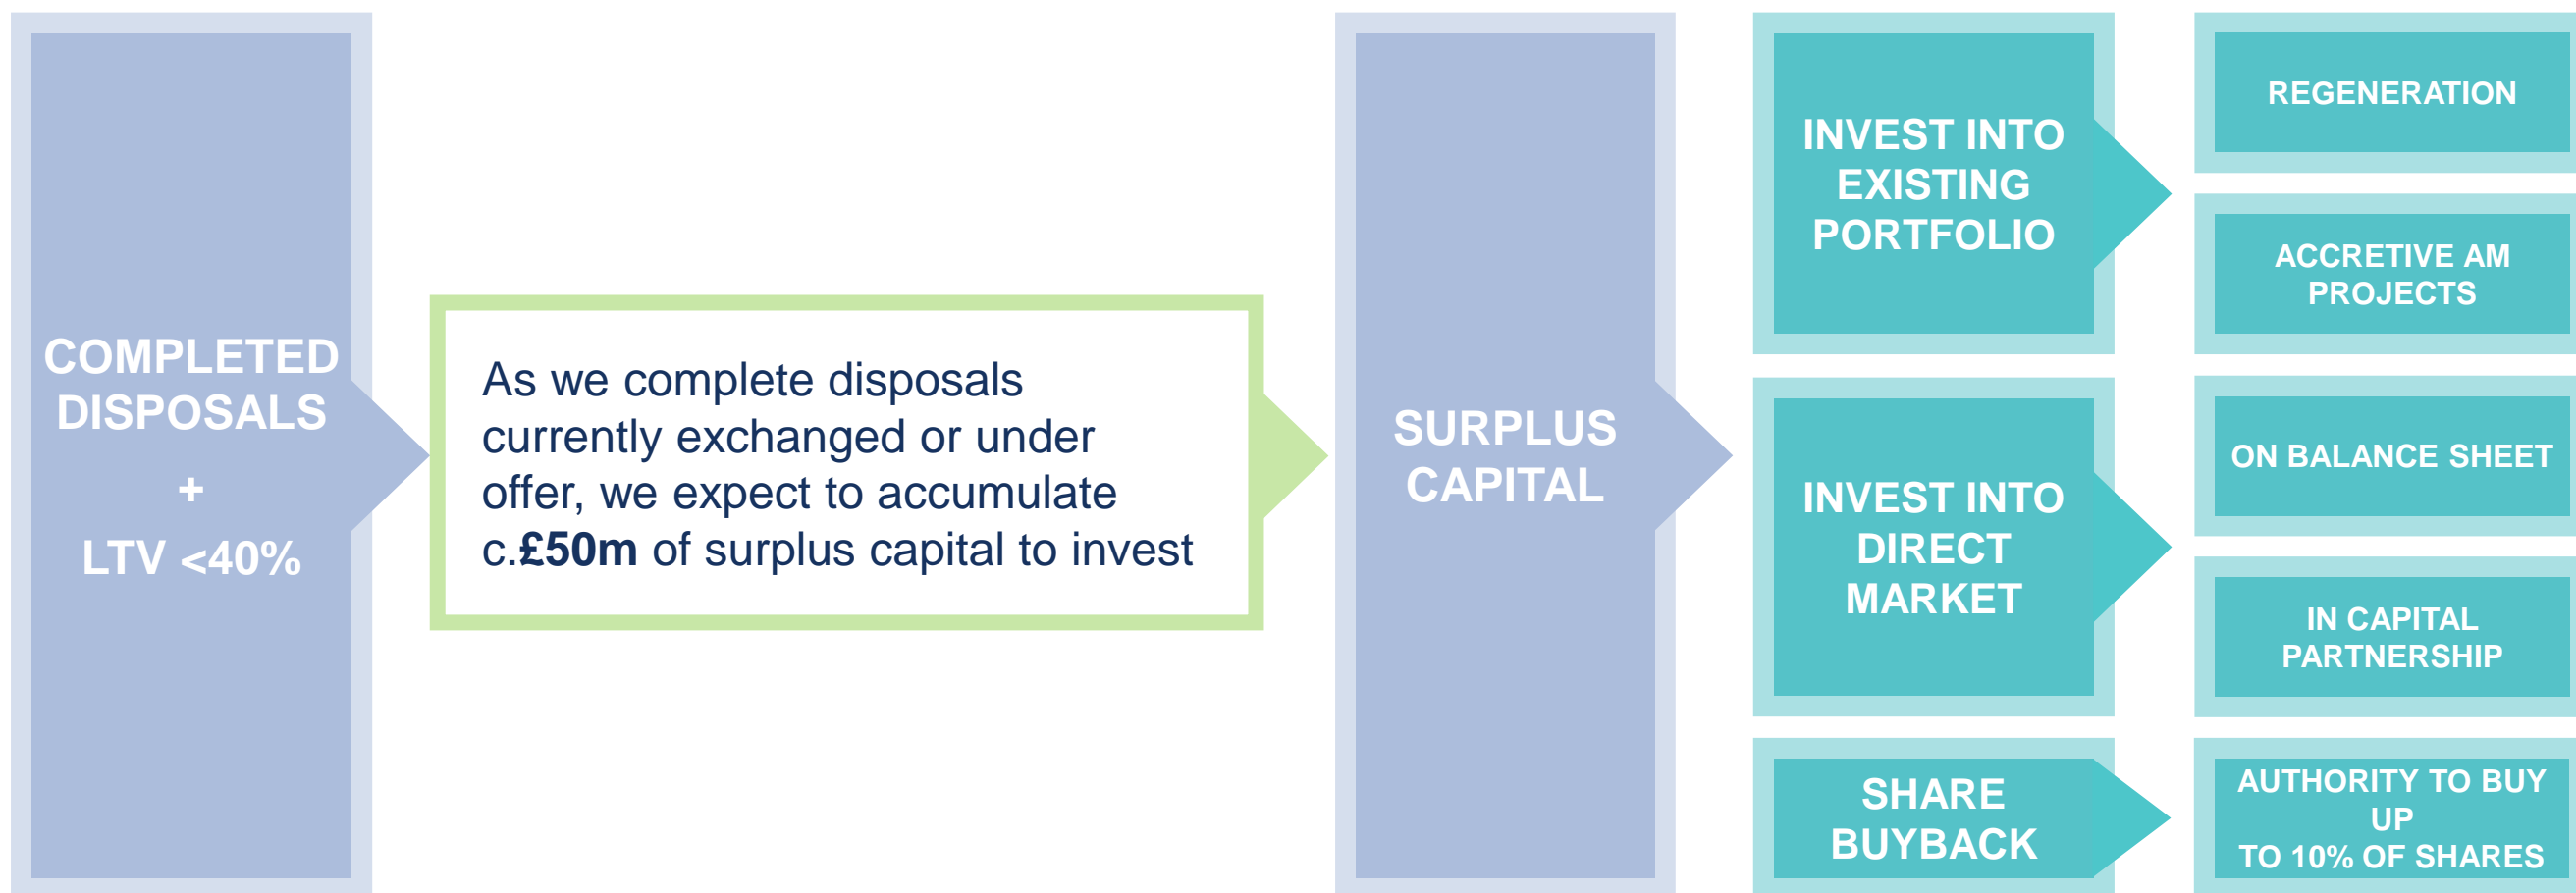 COMPLETED
DISPOSALS
+
LTV <40%
As we complete disposals
currently exchanged or under
offer, we expect to accumulate
c.£50m of surplus capital to invest
SURPLUS
CAPITAL
INVEST INTO
EXISTING
PORTFOLIO
REGENERATION
ACCRETIVE AM
PROJECTS
INVEST INTO
DIRECT
MARKET
ON BALANCE SHEET
IN CAPITAL
PARTNERSHIP
SHARE
BUYBACK
AUTHORITY TO BUY
UP
TO 10% OF SHARES